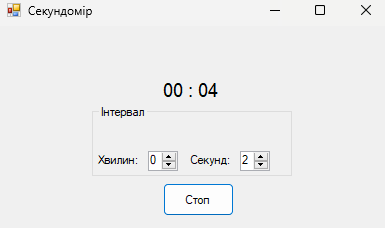 Секундомір
00 : 04
Інтервал
Хвилин: 0 Секунд: 2
Стоп